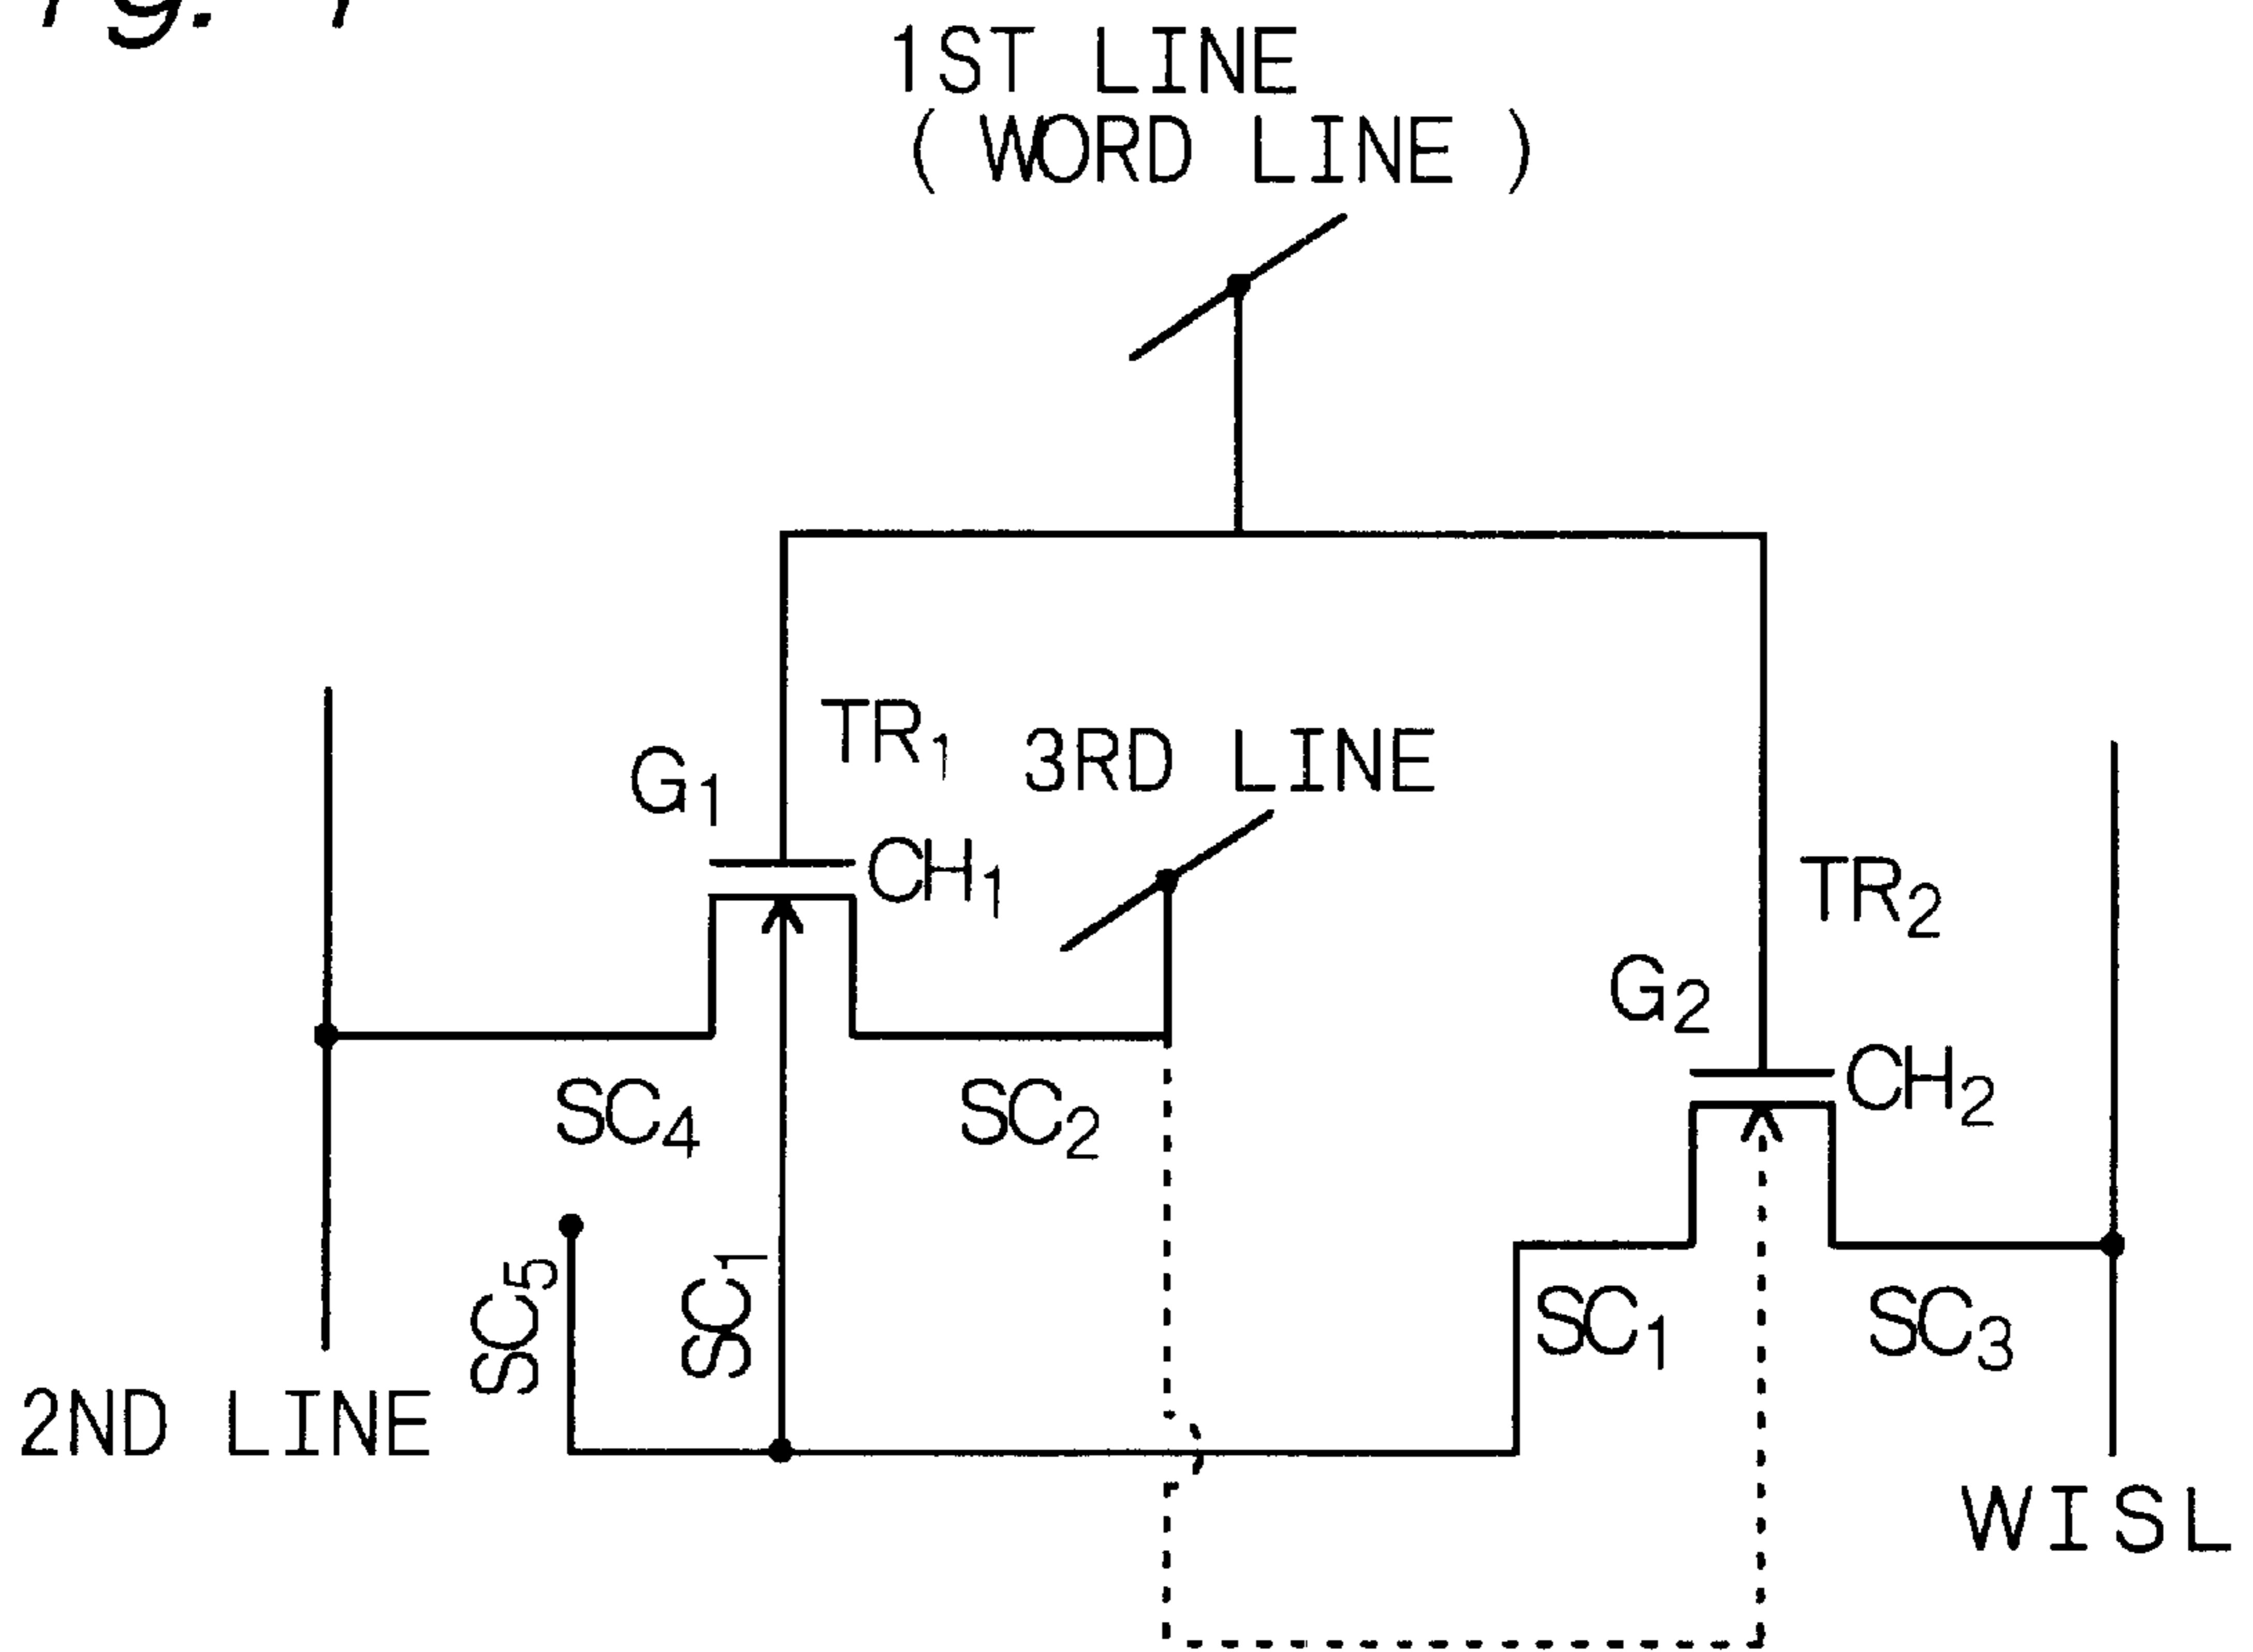 1ST LINE
( WORD LINE )
TR1
3RD LINE
G1
CH1
TR2
G2
CH2
SC4
SC2
SC5
SC1
SC1
SC3
2ND LINE
WISL